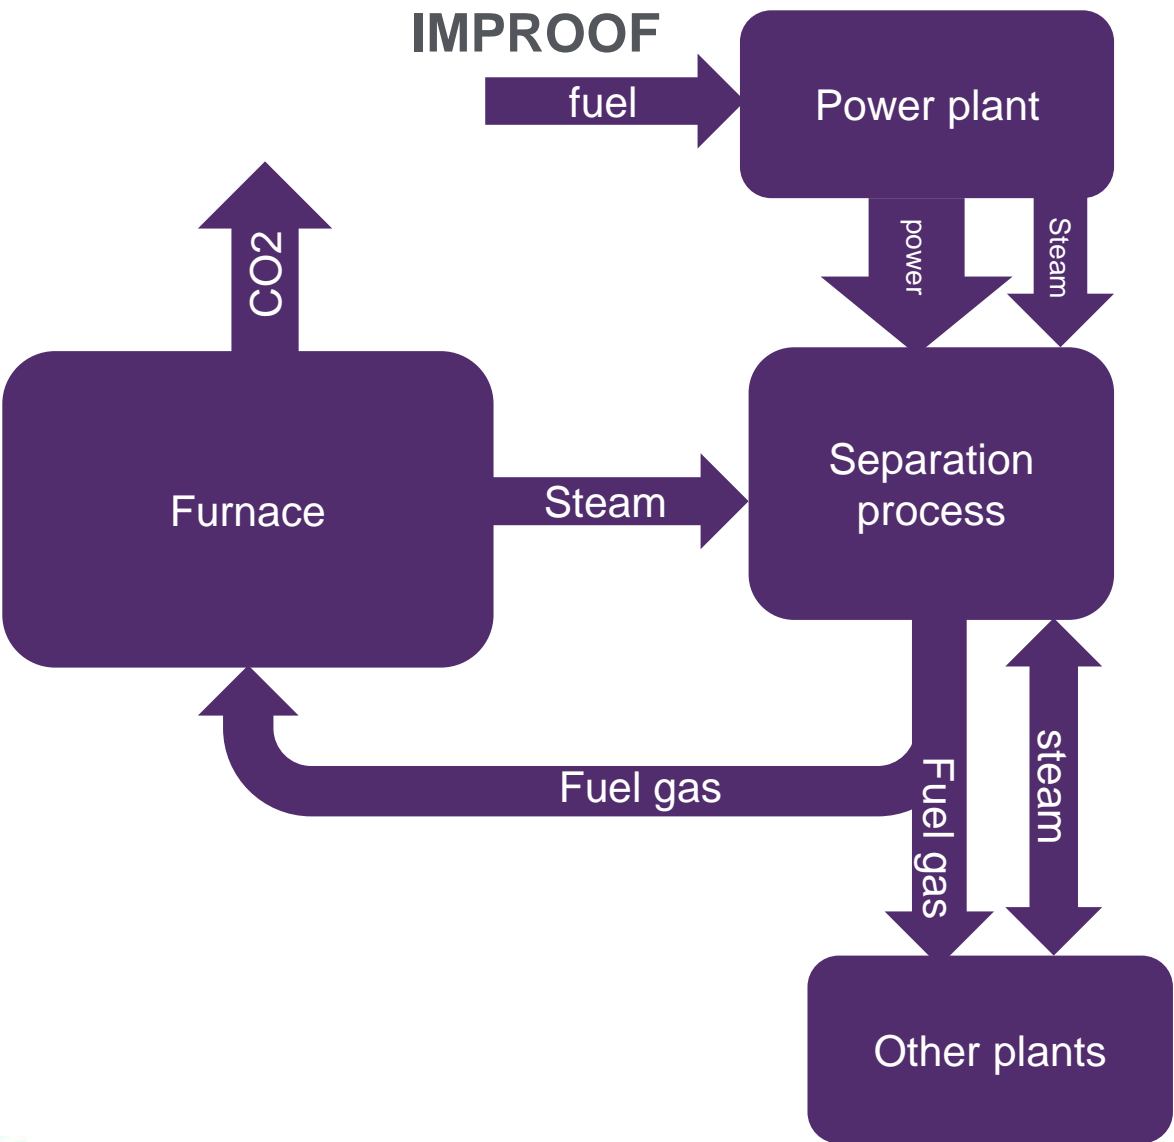 IMPROOF
fuel
Power plant
power
Steam
CO2
Furnace
Steam
Separation
process
Fuel gas
Fuel gas
steam
Other plants